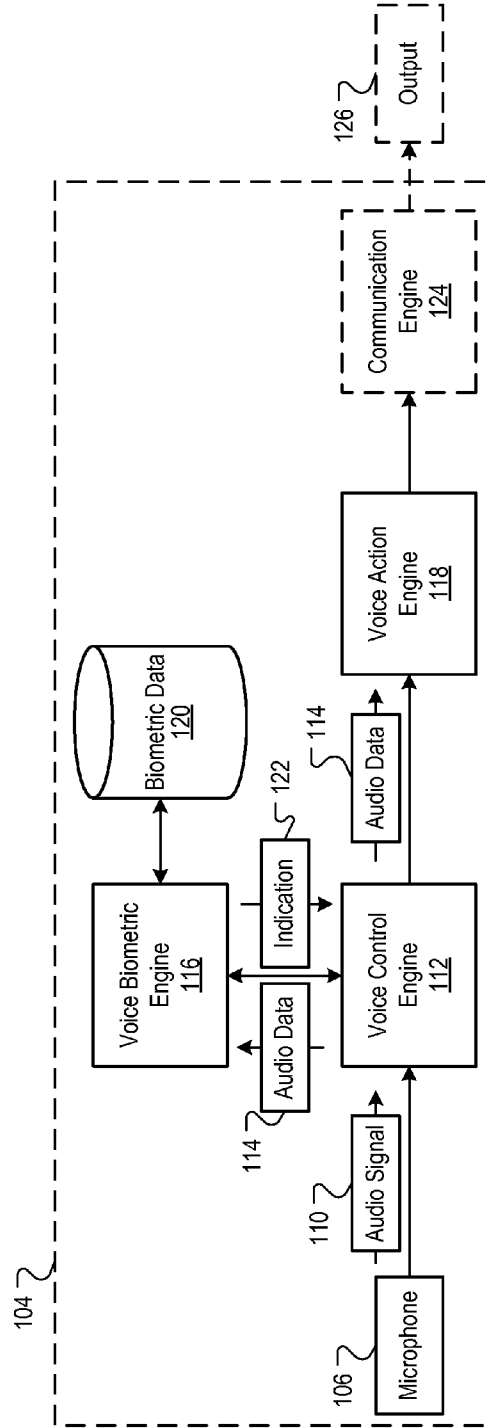 104
Microphone
106
Audio Signal
110
Voice Control
Engine
112
Audio Data
114
Indication
122
Voice Biometric
Engine
116
Biometric Data
120
Audio Data
114
Voice Action
Engine
118
Communication
Engine
124
Output
126